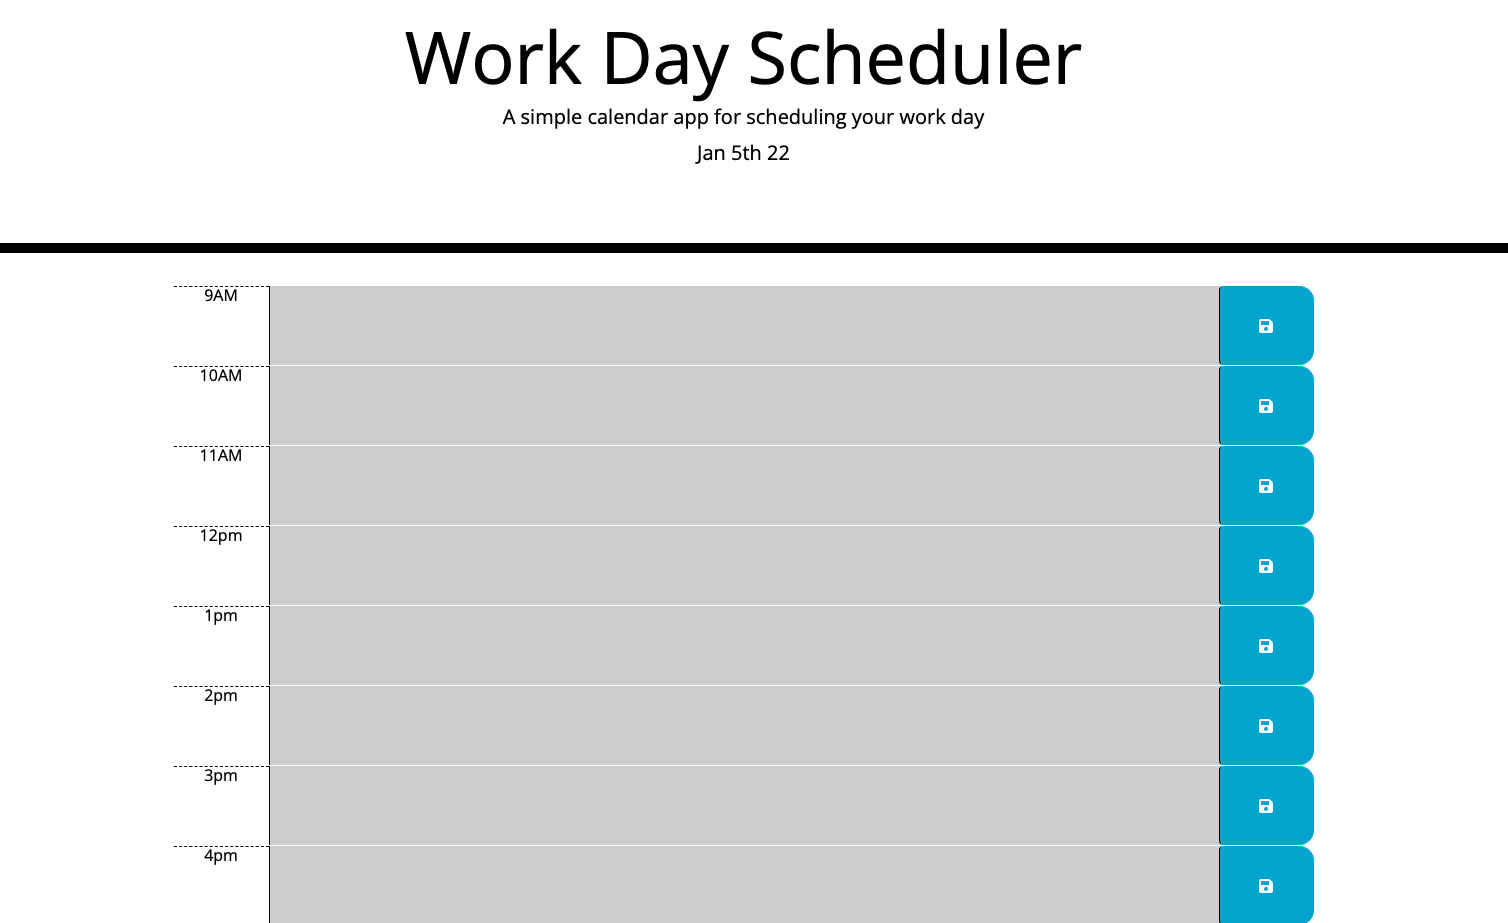 Work Day Scheduler
A simple calendar app for scheduling your work day
Jan 5th 22
9AM
10AM
11AM
12pm
1pm
2pm
3pm
4pm